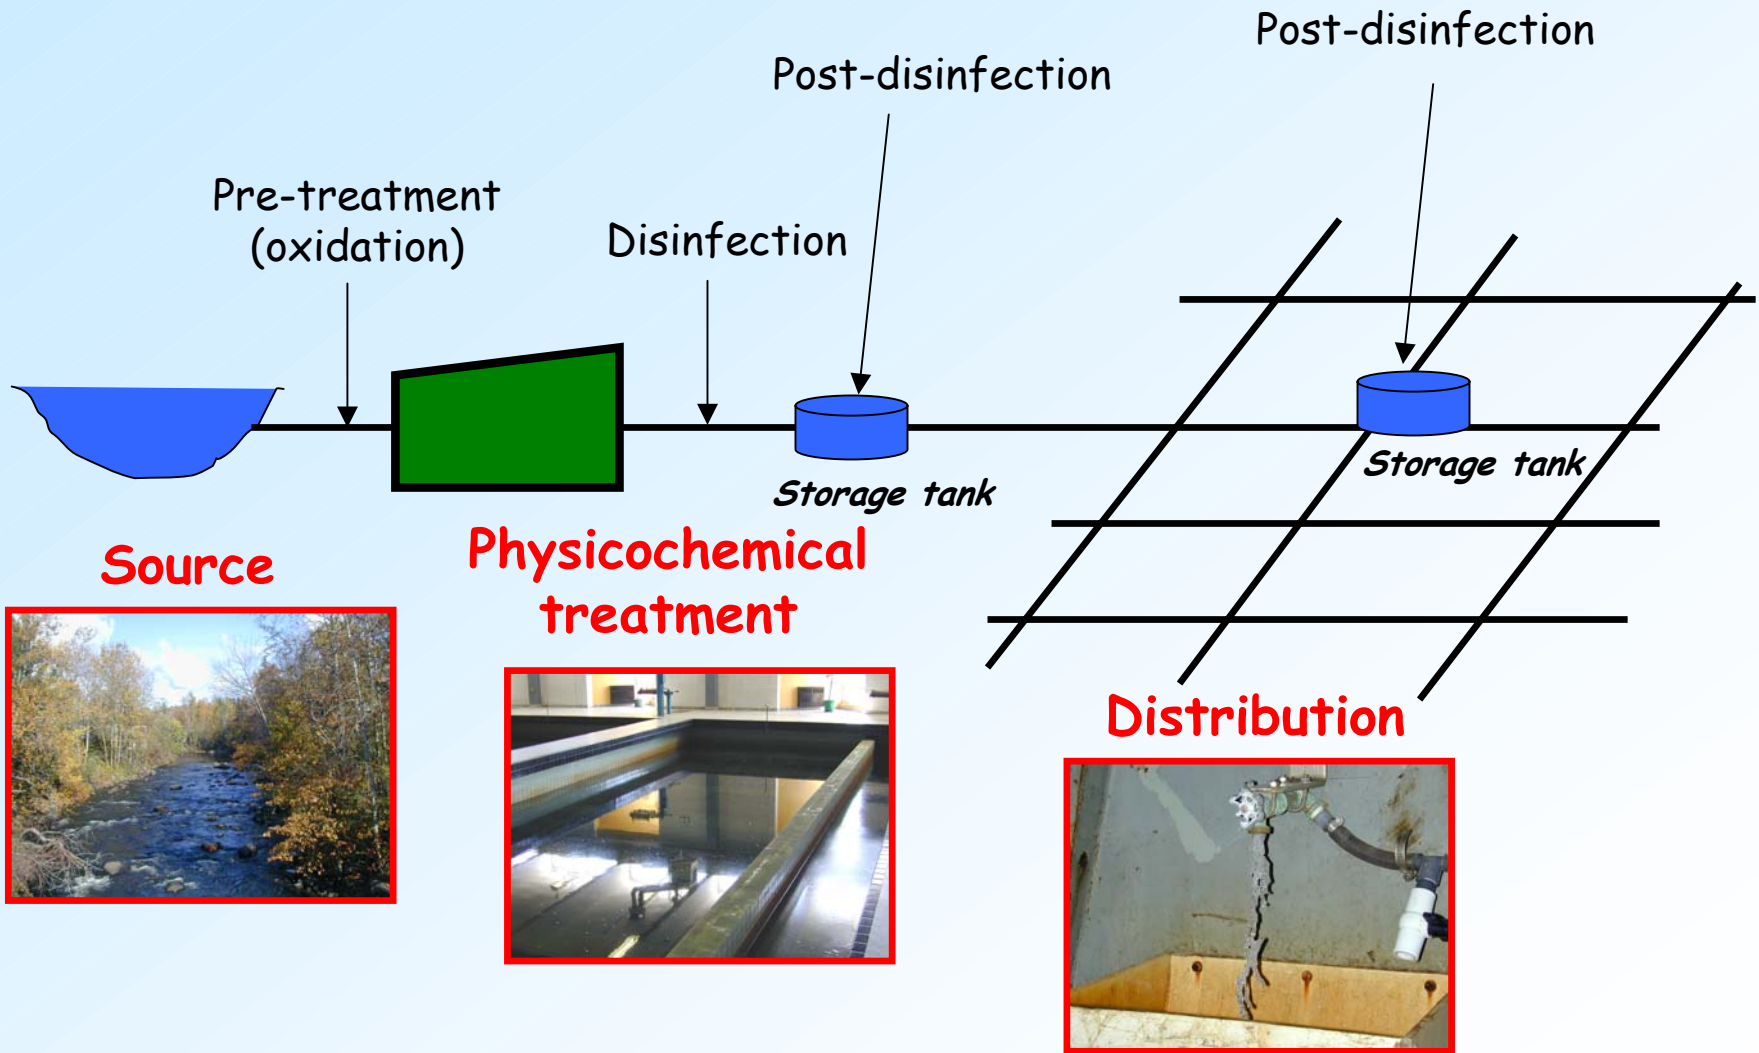 Post-disinfection
Post-disinfection
Pre-treatment
(oxidation)
Disinfection
Storage tank
Storage tank
Source
Physicochemical
treatment
Distribution